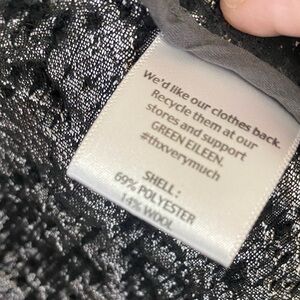 We'd like our clothes back.
Recycle them at our
stores and support
GREEN EILEEN.
#thxverymuch
SHELL :
69% POLYESTER
14% WOOL